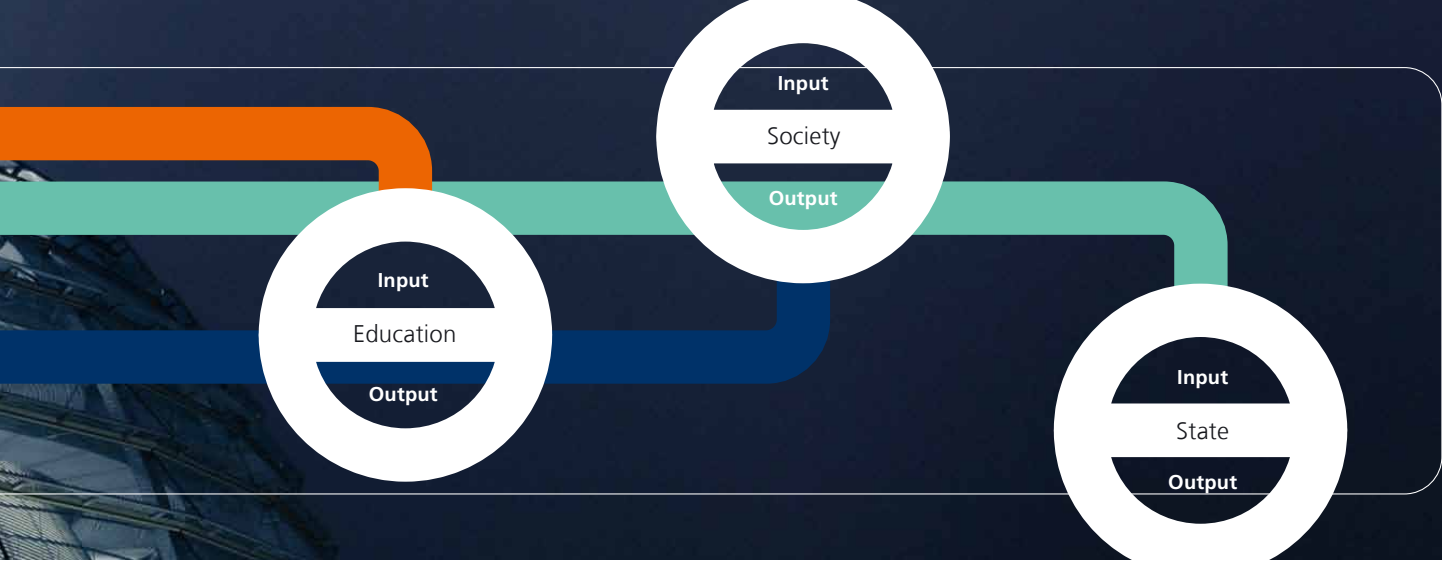 Input
Society
Output
Input
Education
Output
Input
State
Output